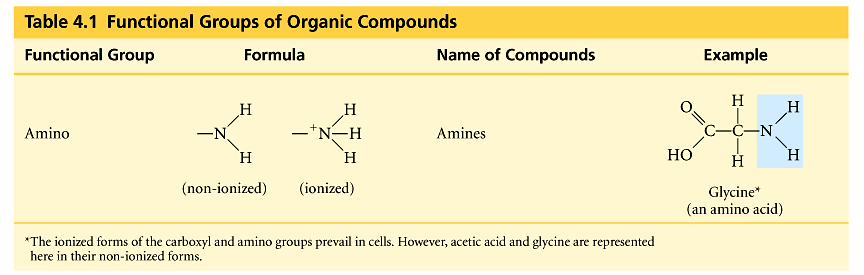 Table 4.1 Functional Groups of Organic Compounds
Functional Group Formula Name of Compounds Example
Amino
—N
H
H
(non-ionized)
—⁺N—H
H
H
(ionized)
Amines
O
HO
C—C—N
H
H
H
H
Glycine*
(an amino acid)
*The ionized forms of the carboxyl and amino groups prevail in cells. However, acetic acid and glycine are represented
here in their non-ionized forms.